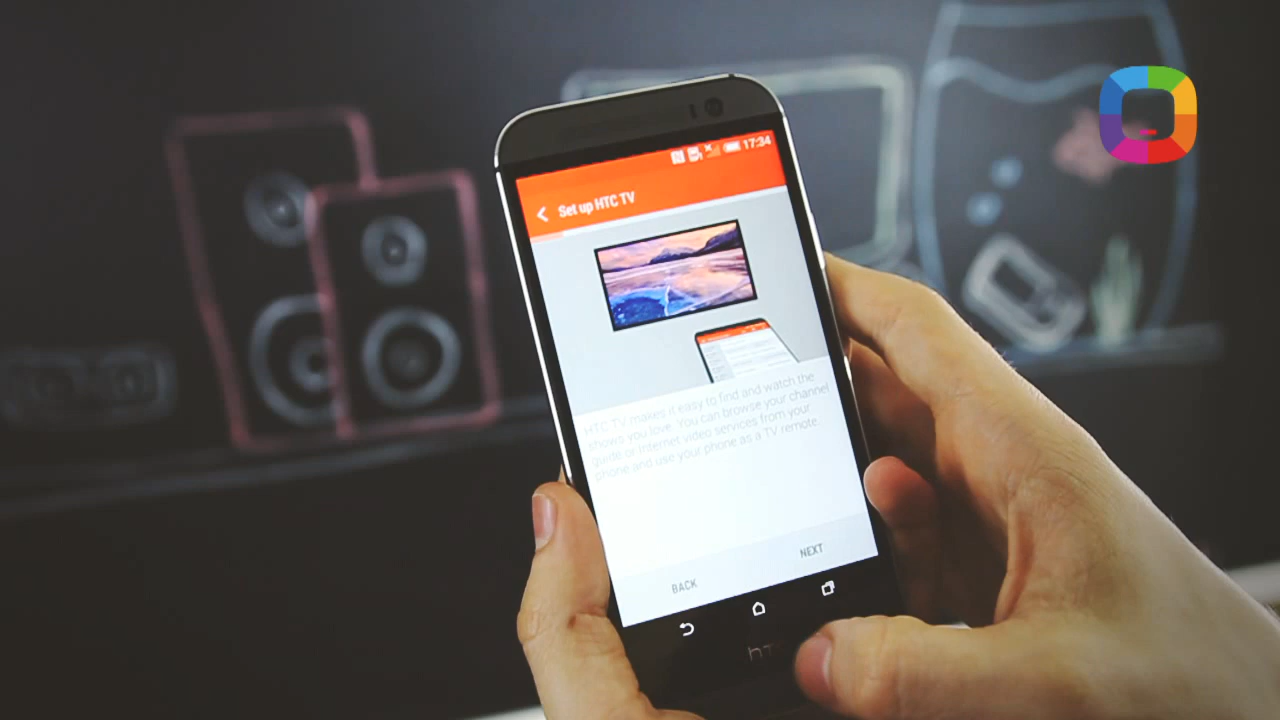 17:34
Set up HTC TV
HTC TV makes it easy to find and watch the
shows you love. You can browse your channel
guide or Internet video services from your
phone and use your phone as a TV remote.
BACK
NEXT
hTC